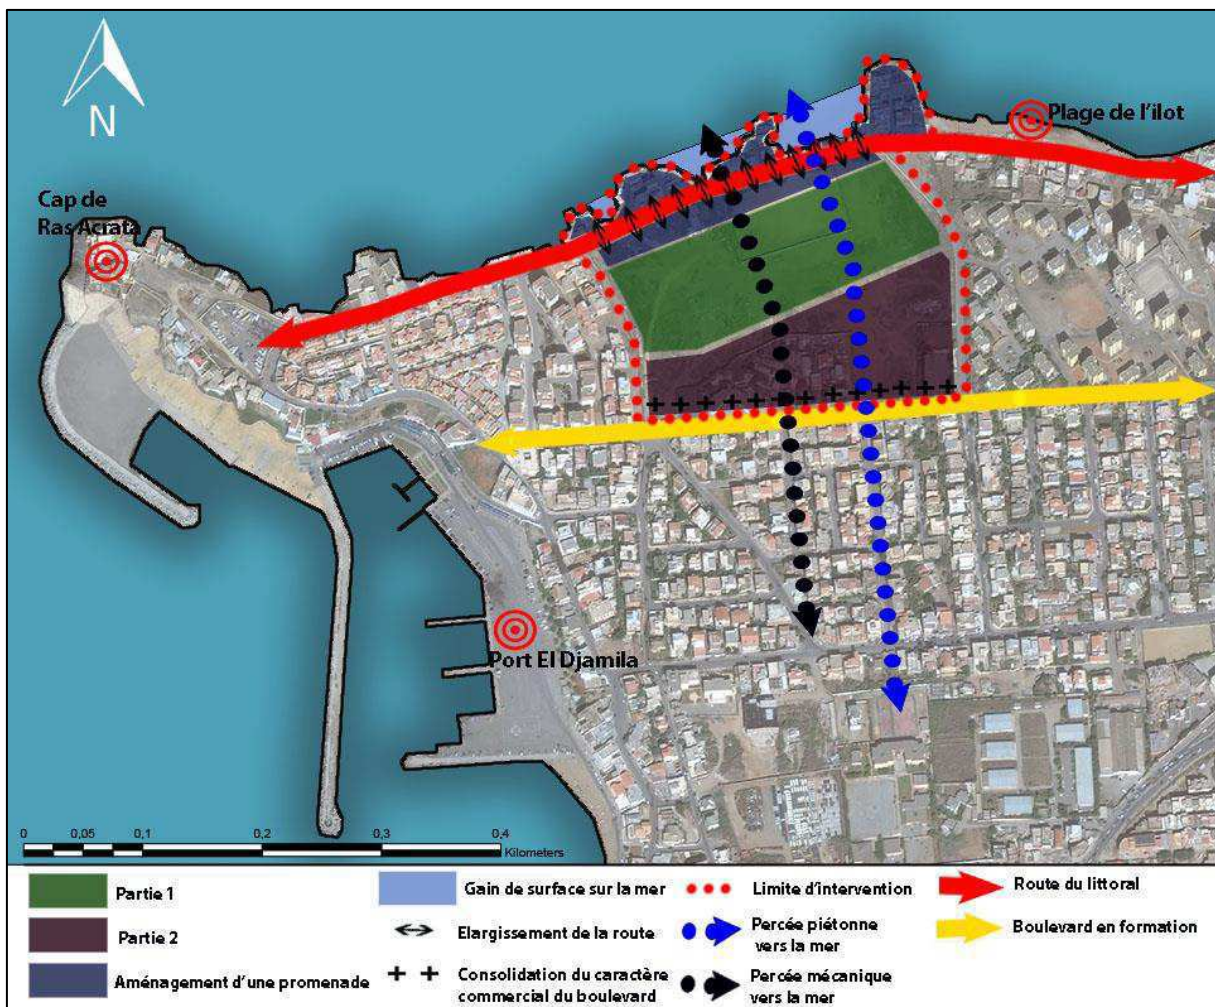 N
Plage de l'ilot
Cap de
Ras Acrata
Port El Djamila
0 0,05 0,1 0,2 0,3 0,4
Kilometers
Partie 1
Partie 2
Aménagement d'une promenade
Gain de surface sur la mer
Elargissement de la route
Consolidation du caractère
commercial du boulevard
Limite d'intervention
Percée piétonne
vers la mer
Percée mécanique
vers la mer
Route du littoral
Boulevard en formation